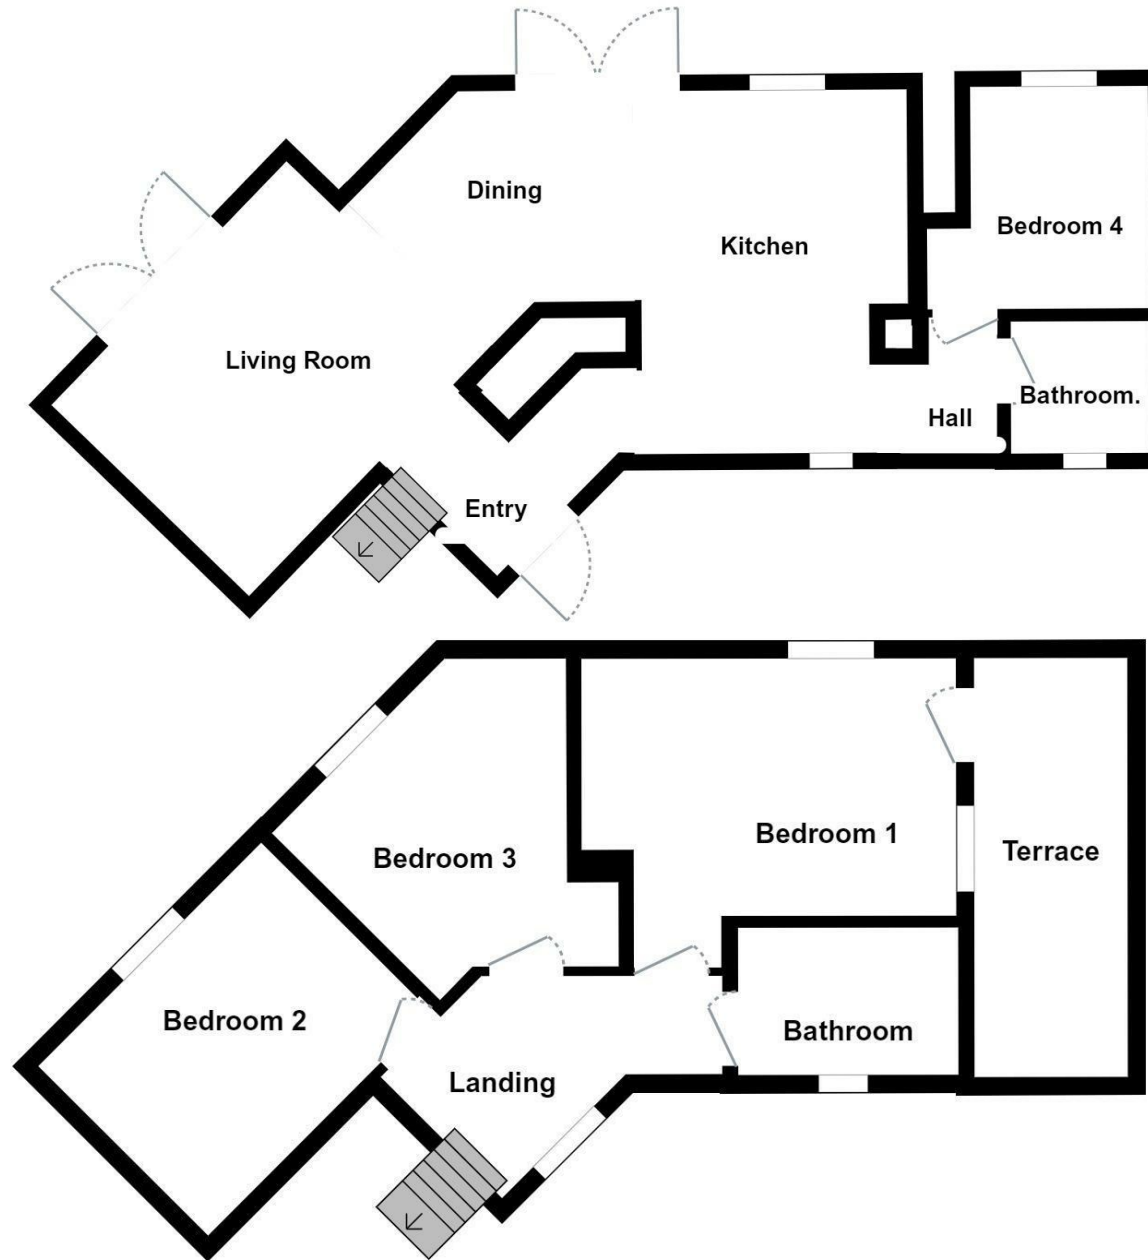 Dining
Kitchen
Bedroom 4
Living Room
Bathroom.
Hall
Entry
Bedroom 1
Terrace
Bedroom 3
Bedroom 2
Bathroom
Landing